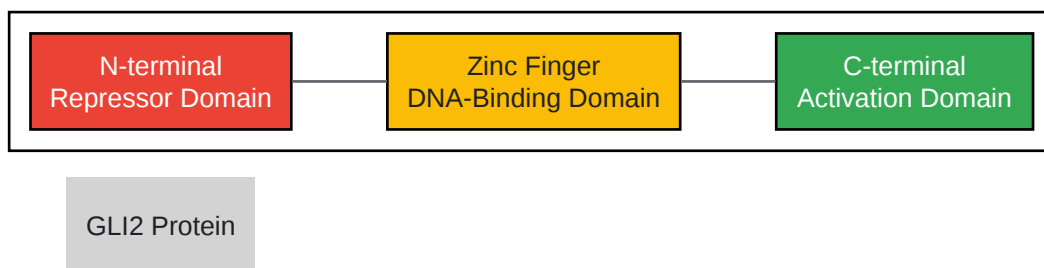 N-terminal
Repressor Domain
Zinc Finger
DNA-Binding Domain
C-terminal
Activation Domain
GLI2 Protein